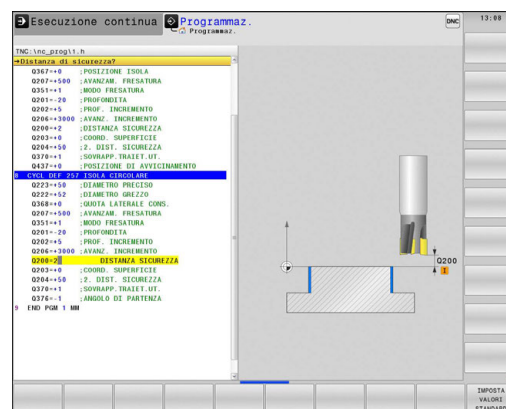 Esecuzione continua
Programmaz.
Programmaz.
DNC
13:08
TNC:\nc_prog\1.h
→Distanza di sicurezza?
Q367=+0 ;POSIZIONE ISOLA
Q207=+500 ;AVANZAM. FRESATURA
Q351=+1 ;MODO FRESATURA
Q201=-20 ;PROFONDITA
Q202=+5 ;PROF. INCREMENTO
Q206=+3000 ;AVANZ. INCREMENTO
Q200=+2 ;DISTANZA SICUREZZA
Q203=+0 ;COORD. SUPERFICIE
Q204=+50 ;2. DIST. SICUREZZA
Q370=+1 ;SOVRAPP.TRAIET.UT.
Q437=+0 ;POSIZIONE DI AVVICINAMENTO
8 CYCL DEF 257 ISOLA CIRCOLARE
Q223=+50 ;DIAMETRO PRECISO
Q222=+52 ;DIAMETRO GREZZO
Q368=+0 ;QUOTA LATERALE CONS.
Q207=+500 ;AVANZAM. FRESATURA
Q351=+1 ;MODO FRESATURA
Q201=-20 ;PROFONDITA
Q202=+5 ;PROF. INCREMENTO
Q206=+3000 ;AVANZ. INCREMENTO
Q200=2 DISTANZA SICUREZZA
Q203=+0 ;COORD. SUPERFICIE
Q204=+50 ;2. DIST. SICUREZZA
Q370=+1 ;SOVRAPP.TRAIET.UT.
Q376=-1 ;ANGOLO DI PARTENZA
9 END PGM 1 MM
Q200
I
IMPOSTA
VALORI
STANDARD